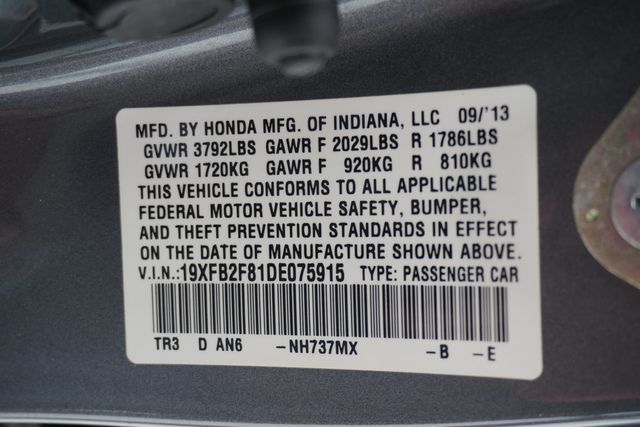 MFD. BY HONDA MFG. OF INDIANA, LLC 09/'13
GVWR 3792LBS GAWR F 2029LBS R 1786LBS
GVWR 1720KG GAWR F 920KG R 810KG
THIS VEHICLE CONFORMS TO ALL APPLICABLE
FEDERAL MOTOR VEHICLE SAFETY, BUMPER,
AND THEFT PREVENTION STANDARDS IN EFFECT
ON THE DATE OF MANUFACTURE SHOWN ABOVE.
V.I.N.:19XFB2F81DE075915 TYPE: PASSENGER CAR
TR3 D AN6 -NH737MX -B -E